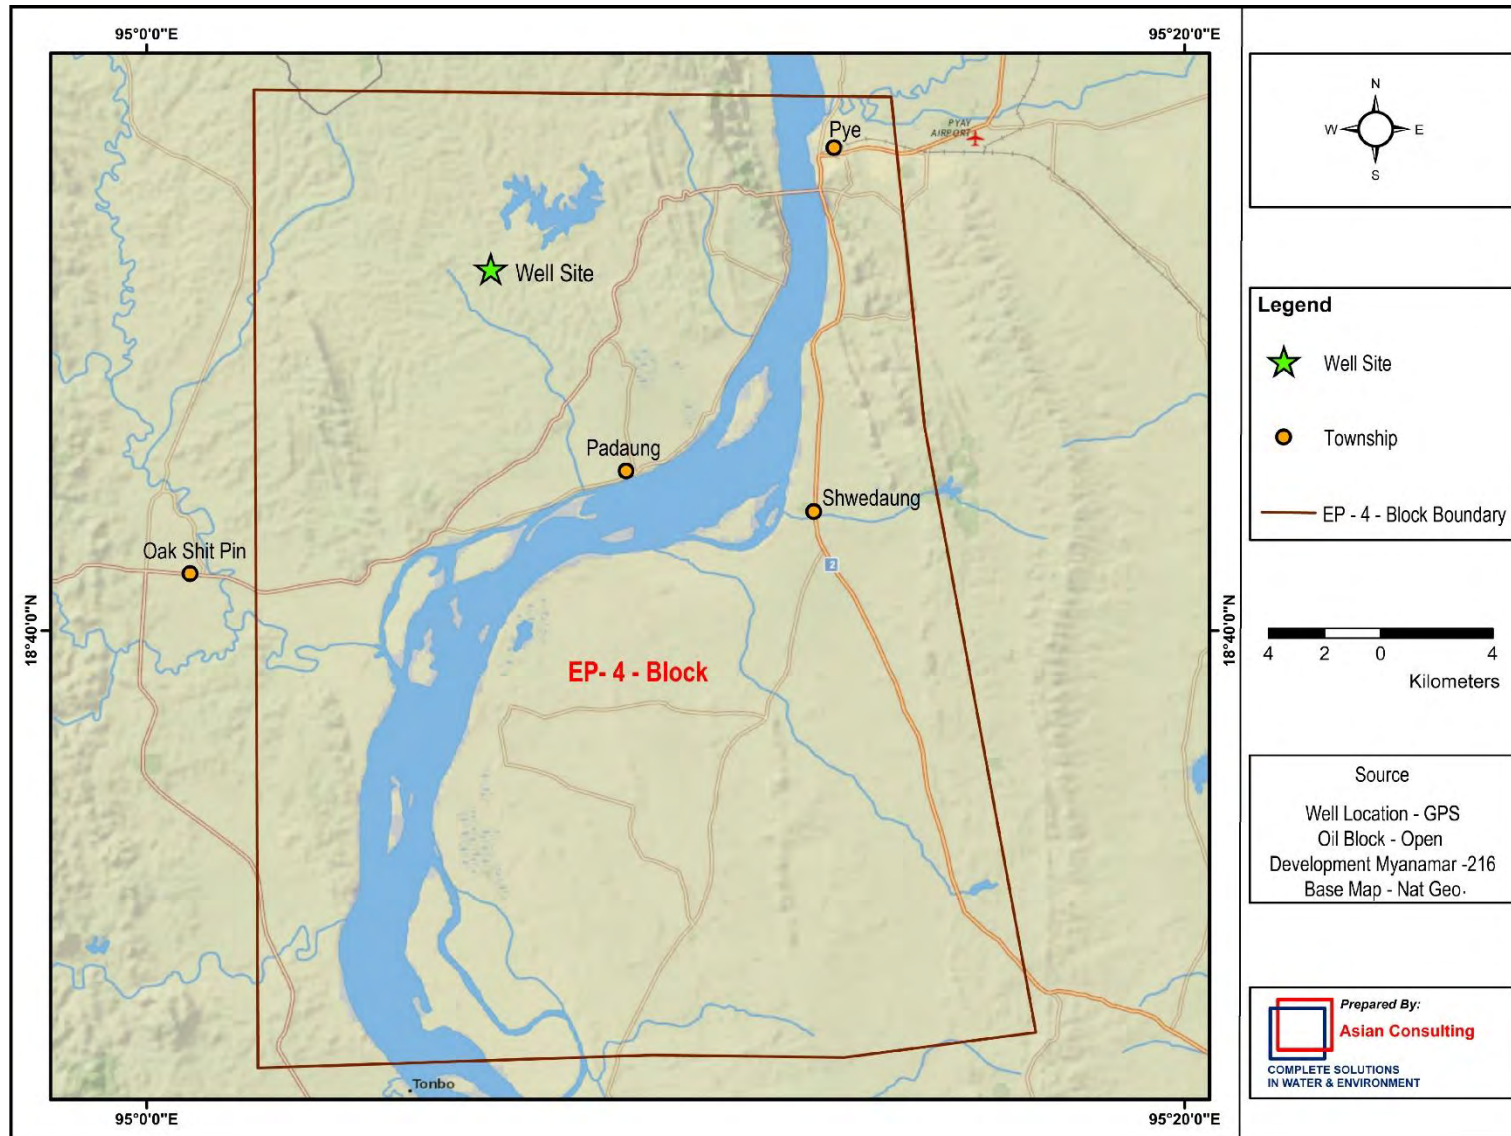 95°0'0"E
95°20'0"E
PYAY
AIRPORT
Pye
Well Site
Padaung
Shwedaung
Oak Shit Pin
2
18°40'0"N
18°40'0"N
EP- 4 - Block
Tonbo
95°0'0"E
95°20'0"E
N
W
E
S
Legend
Well Site
Township
EP - 4 - Block Boundary
4 2 0 4
Kilometers
Source
Well Location - GPS
Oil Block - Open
Development Myanamar -216
Base Map - Nat Geo.
Prepared By:
Asian Consulting
COMPLETE SOLUTIONS
IN WATER & ENVIRONMENT